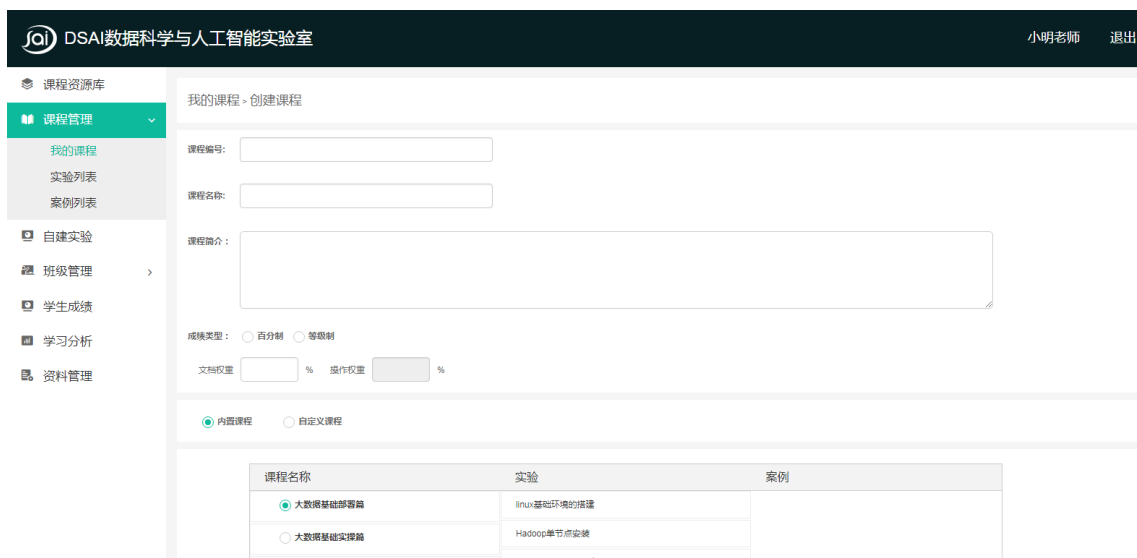 sai DSAI数据科学与人工智能实验室
小明老师 退出
课程资源库
课程管理
我的课程
实验列表
案例列表
自建实验
班级管理
学生成绩
学习分析
资料管理
我的课程 > 创建课程
课程编号:
课程名称:
课程简介：
成绩类型： 百分制 等级制
文档权重 % 操作权重 %
内置课程 自定义课程
课程名称 实验 案例
大数据基础部署篇 linux基础环境的搭建
大数据基础实操篇 Hadoop单节点安装